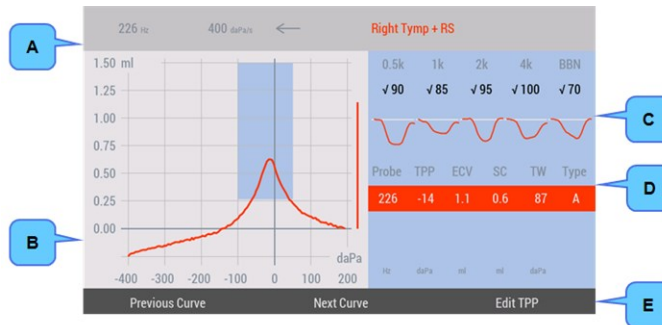 226 Hz 400 daPa/s Right Tymp + RS
A
1.50 ml
1.25
1.00
0.75
0.50
0.25
0.00
daPa
-400 -300 -200 -100 0 100 200
B
0.5k 1k 2k 4k BBN
√ 90 √ 85 √ 95 √ 100 √ 70
C
Probe TPP ECV SC TW Type
226 -14 1.1 0.6 87 A
D
Hz daPa ml ml daPa
Previous Curve Next Curve Edit TPP
E